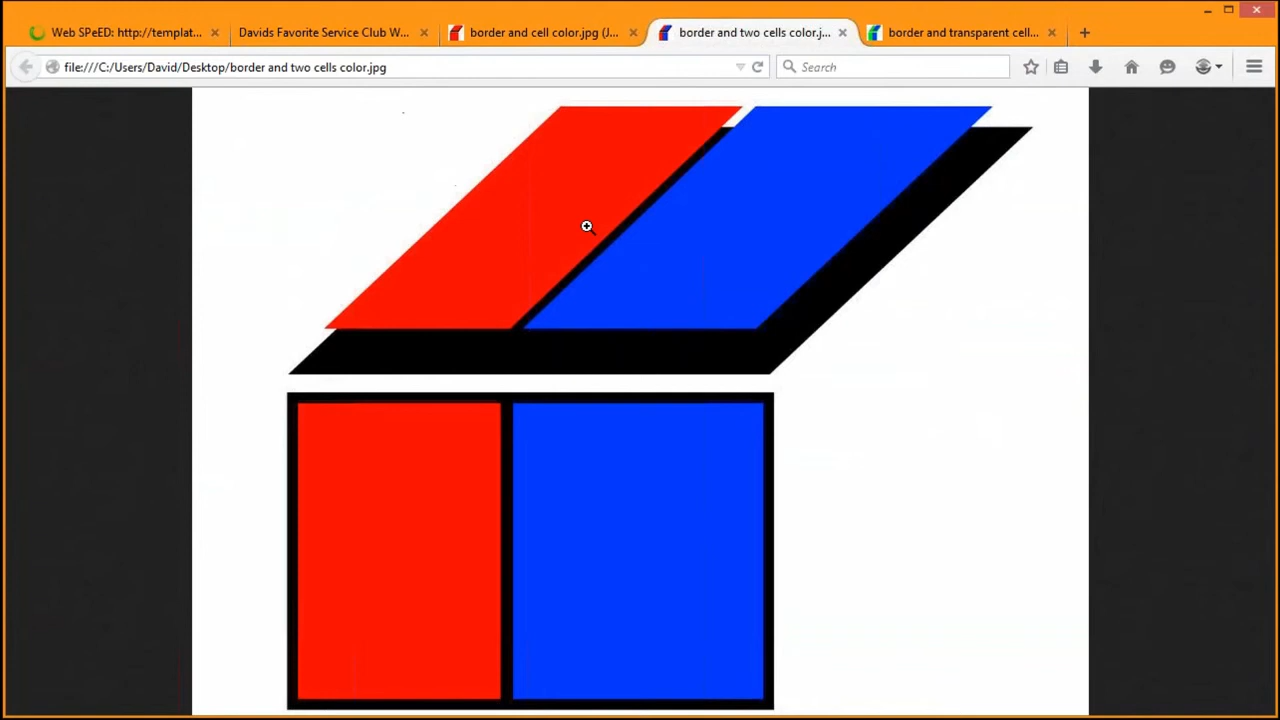 Web SPeED: http://templat...
Davids Favorite Service Club W...
border and cell color.jpg (J...
border and two cells color.j...
border and transparent cell...
file:///C:/Users/David/Desktop/border and two cells color.jpg
Search